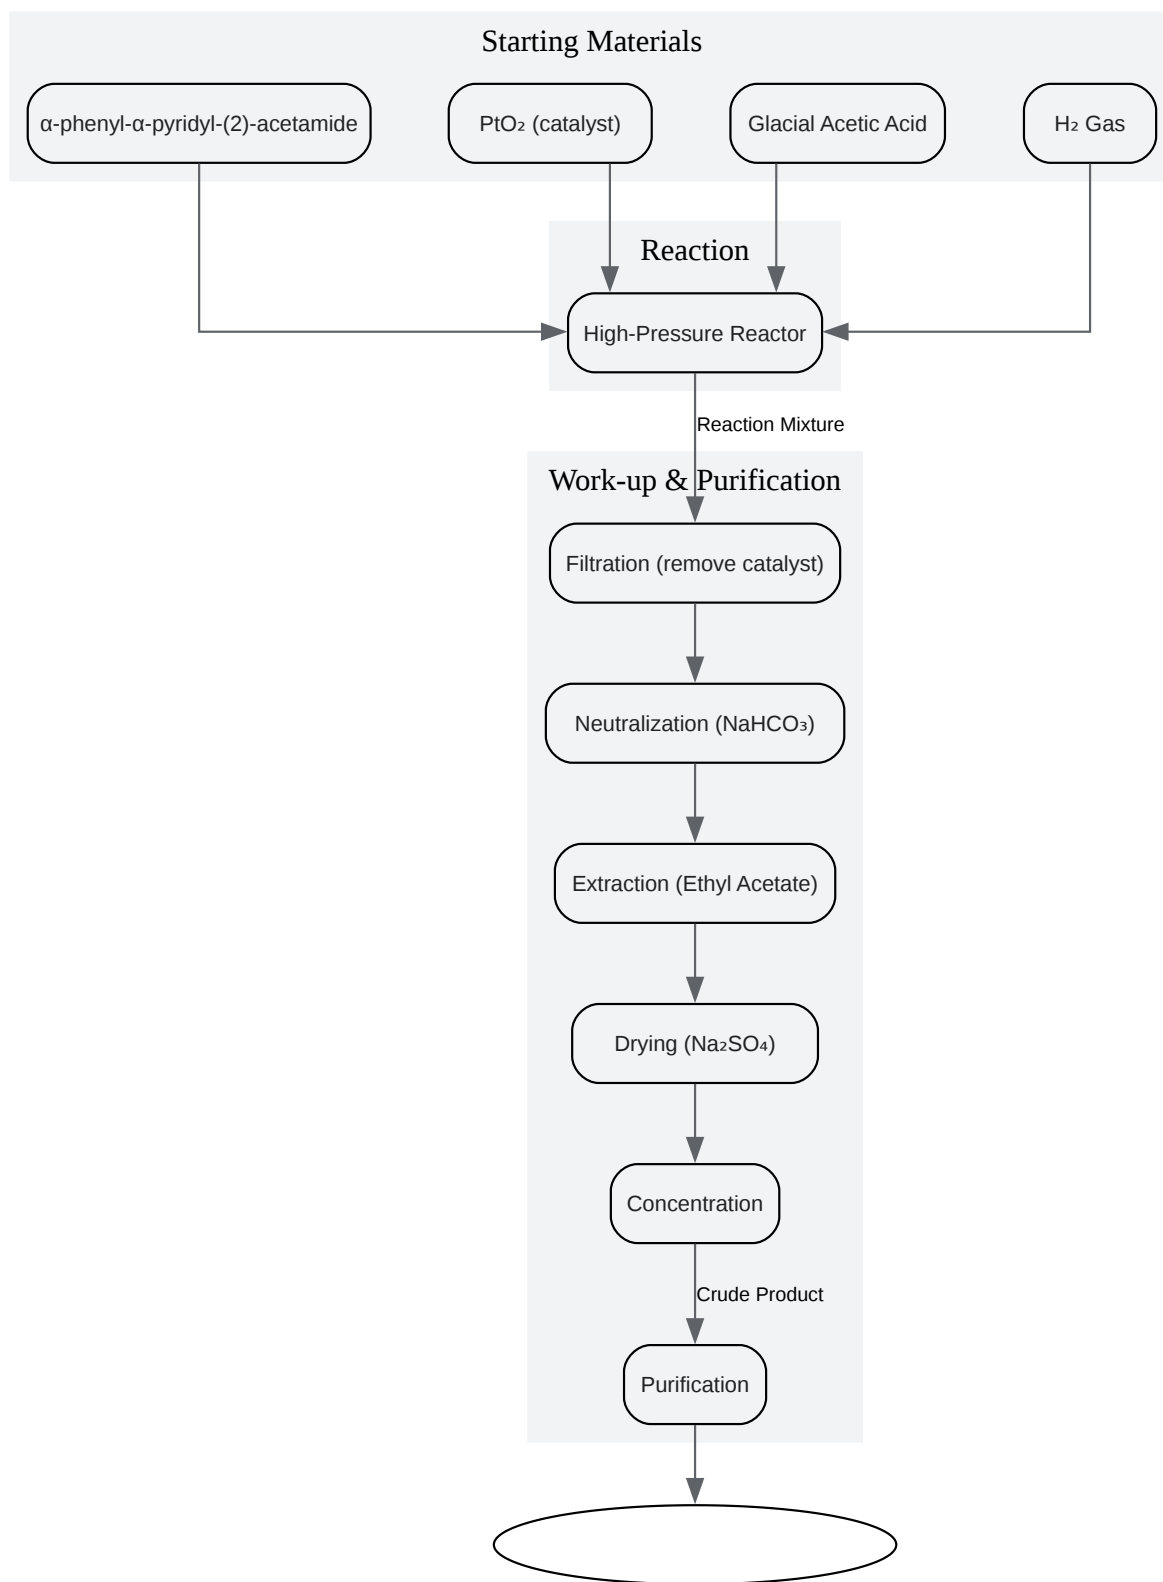 Starting Materials
α-phenyl-α-pyridyl-(2)-acetamide
PtO₂ (catalyst)
Glacial Acetic Acid
H₂ Gas
Reaction
High-Pressure Reactor
Reaction Mixture
Work-up & Purification
Filtration (remove catalyst)
Neutralization (NaHCO₃)
Extraction (Ethyl Acetate)
Drying (Na₂SO₄)
Concentration
Crude Product
Purification